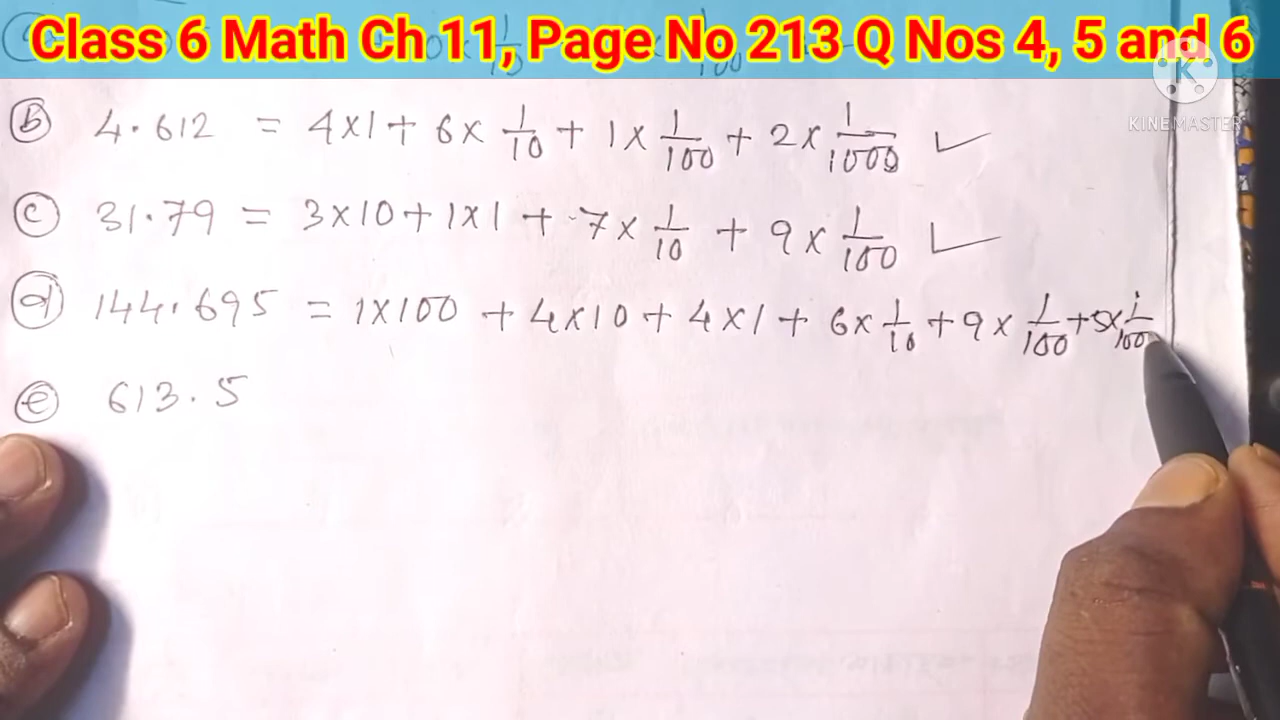 Class 6 Math Ch 11, Page No 213 Q Nos 4, 5 and 6
KINEMASTER
(b) 4.612 = 4×1 + 6× 1/10 + 1× 1/100 + 2× 1/1000 ✓
(c) 31.79 = 3×10 + 1×1 + 7× 1/10 + 9× 1/100 ✓
(d) 144.695 = 1×100 + 4×10 + 4×1 + 6× 1/10 + 9× 1/100 + 5× 1/100
(e) 613.5